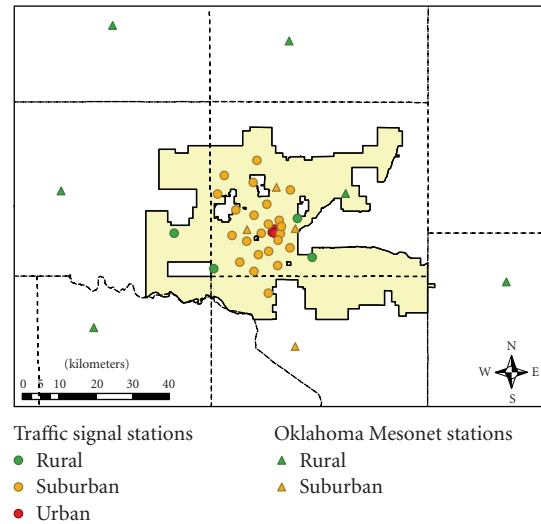 (kilometers)
0 5 10 20 30 40
N
W E
S
Traffic signal stations
Rural
Suburban
Urban
Oklahoma Mesonet stations
Rural
Suburban